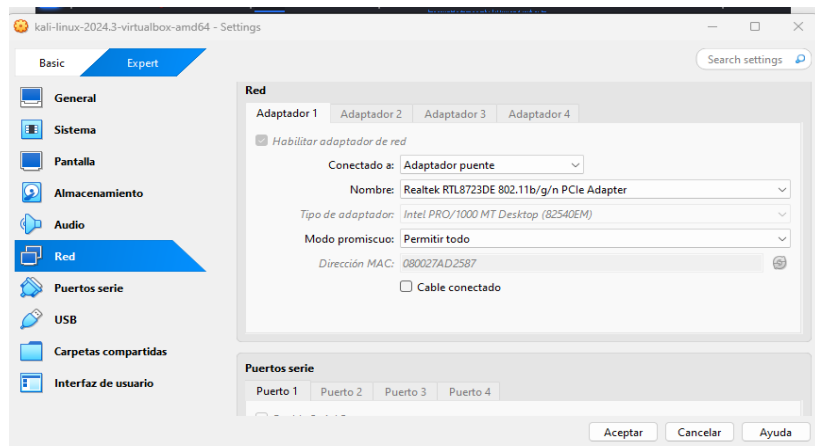 kali-linux-2024.3-virtualbox-amd64 - Settings
Basic
Expert
Search settings
General
Sistema
Pantalla
Almacenamiento
Audio
Red
Puertos serie
USB
Carpetas compartidas
Interfaz de usuario
Red
Adaptador 1 Adaptador 2 Adaptador 3 Adaptador 4
Habilitar adaptador de red
Conectado a: Adaptador puente
Nombre: Realtek RTL8723DE 802.11b/g/n PCIe Adapter
Tipo de adaptador: Intel PRO/1000 MT Desktop (82540EM)
Modo promiscuo: Permitir todo
Dirección MAC: 080027AD2587
Cable conectado
Puertos serie
Puerto 1 Puerto 2 Puerto 3 Puerto 4
Aceptar Cancelar Ayuda